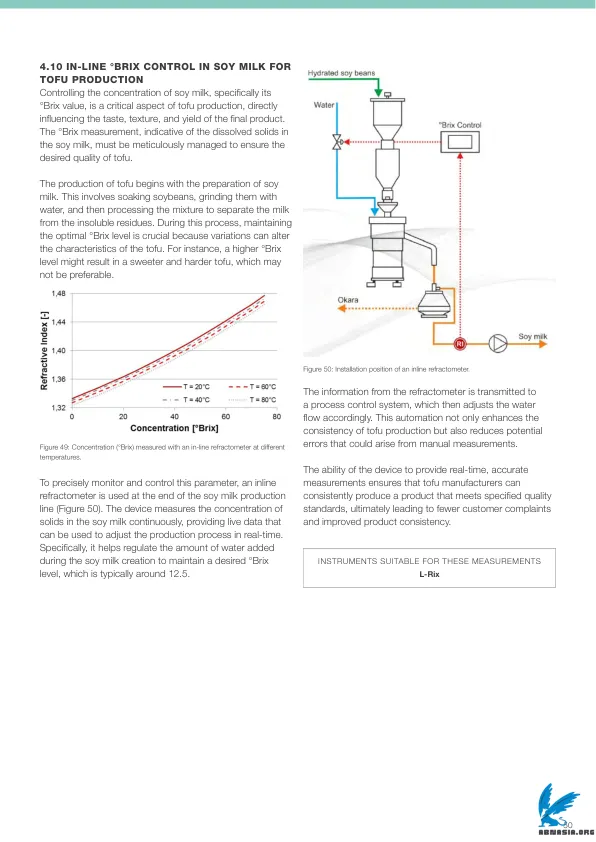 4.10 IN-LINE °BRIX CONTROL IN SOY MILK FOR
TOFU PRODUCTION
Controlling the concentration of soy milk, specifically its
°Brix value, is a critical aspect of tofu production, directly
influencing the taste, texture, and yield of the final product.
The °Brix measurement, indicative of the dissolved solids in
the soy milk, must be meticulously managed to ensure the
desired quality of tofu.
The production of tofu begins with the preparation of soy
milk. This involves soaking soybeans, grinding them with
water, and then processing the mixture to separate the milk
from the insoluble residues. During this process, maintaining
the optimal °Brix level is crucial because variations can alter
the characteristics of the tofu. For instance, a higher °Brix
level might result in a sweeter and harder tofu, which may
not be preferable.
1,48
1,44
1,40
1,36
1,32
Refractive Index [-]
T = 20°C
T = 60°C
T = 40°C
T = 80°C
0 20 40 60 80
Concentration [°Brix]
Figure 49: Concentration (°Brix) measured with an in-line refractometer at different
temperatures.
To precisely monitor and control this parameter, an inline
refractometer is used at the end of the soy milk production
line (Figure 50). The device measures the concentration of
solids in the soy milk continuously, providing live data that
can be used to adjust the production process in real-time.
Specifically, it helps regulate the amount of water added
during the soy milk creation to maintain a desired °Brix
level, which is typically around 12.5.
Hydrated soy beans
Water
°Brix Control
Okara
Soy milk
RI
Figure 50: Installation position of an inline refractometer.
The information from the refractometer is transmitted to
a process control system, which then adjusts the water
flow accordingly. This automation not only enhances the
consistency of tofu production but also reduces potential
errors that could arise from manual measurements.
The ability of the device to provide real-time, accurate
measurements ensures that tofu manufacturers can
consistently produce a product that meets specified quality
standards, ultimately leading to fewer customer complaints
and improved product consistency.
INSTRUMENTS SUITABLE FOR THESE MEASUREMENTS
L-Rix
ABNASIA.ORG